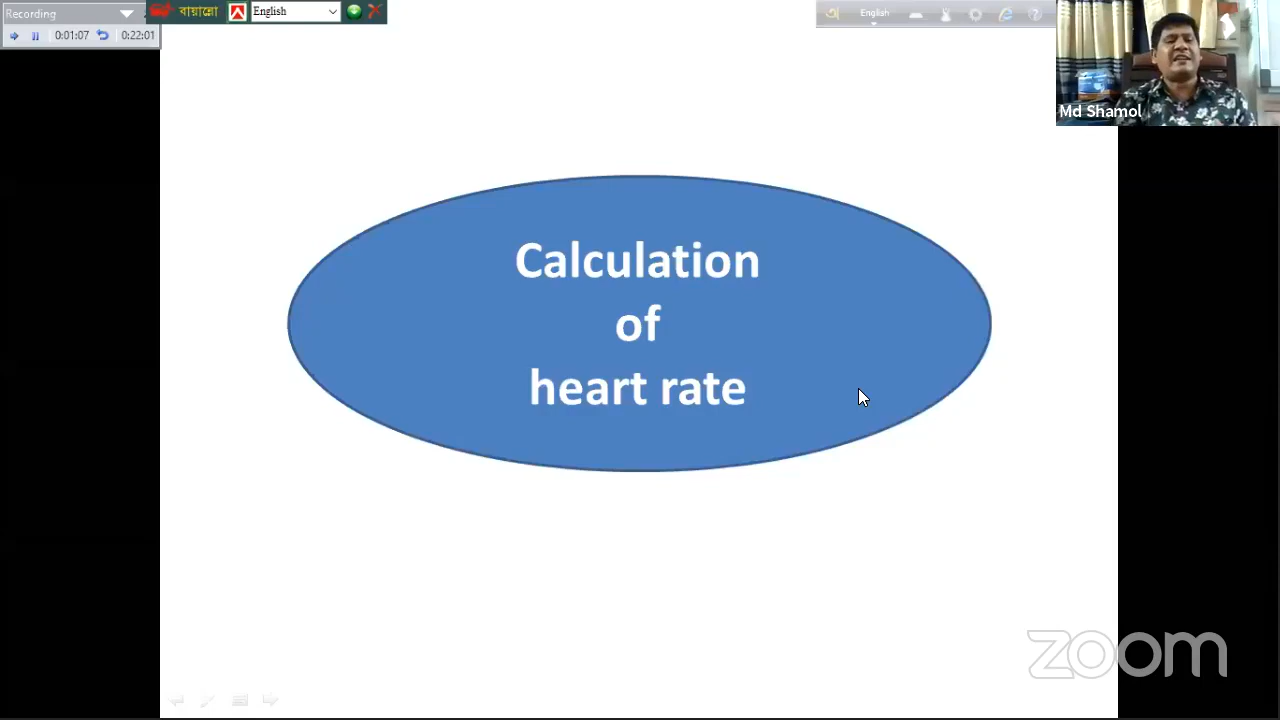 Recording
বায়ান্নো
English
English
0:01:07
0:22:01
Md Shamol
Calculation
of
heart rate
zoom